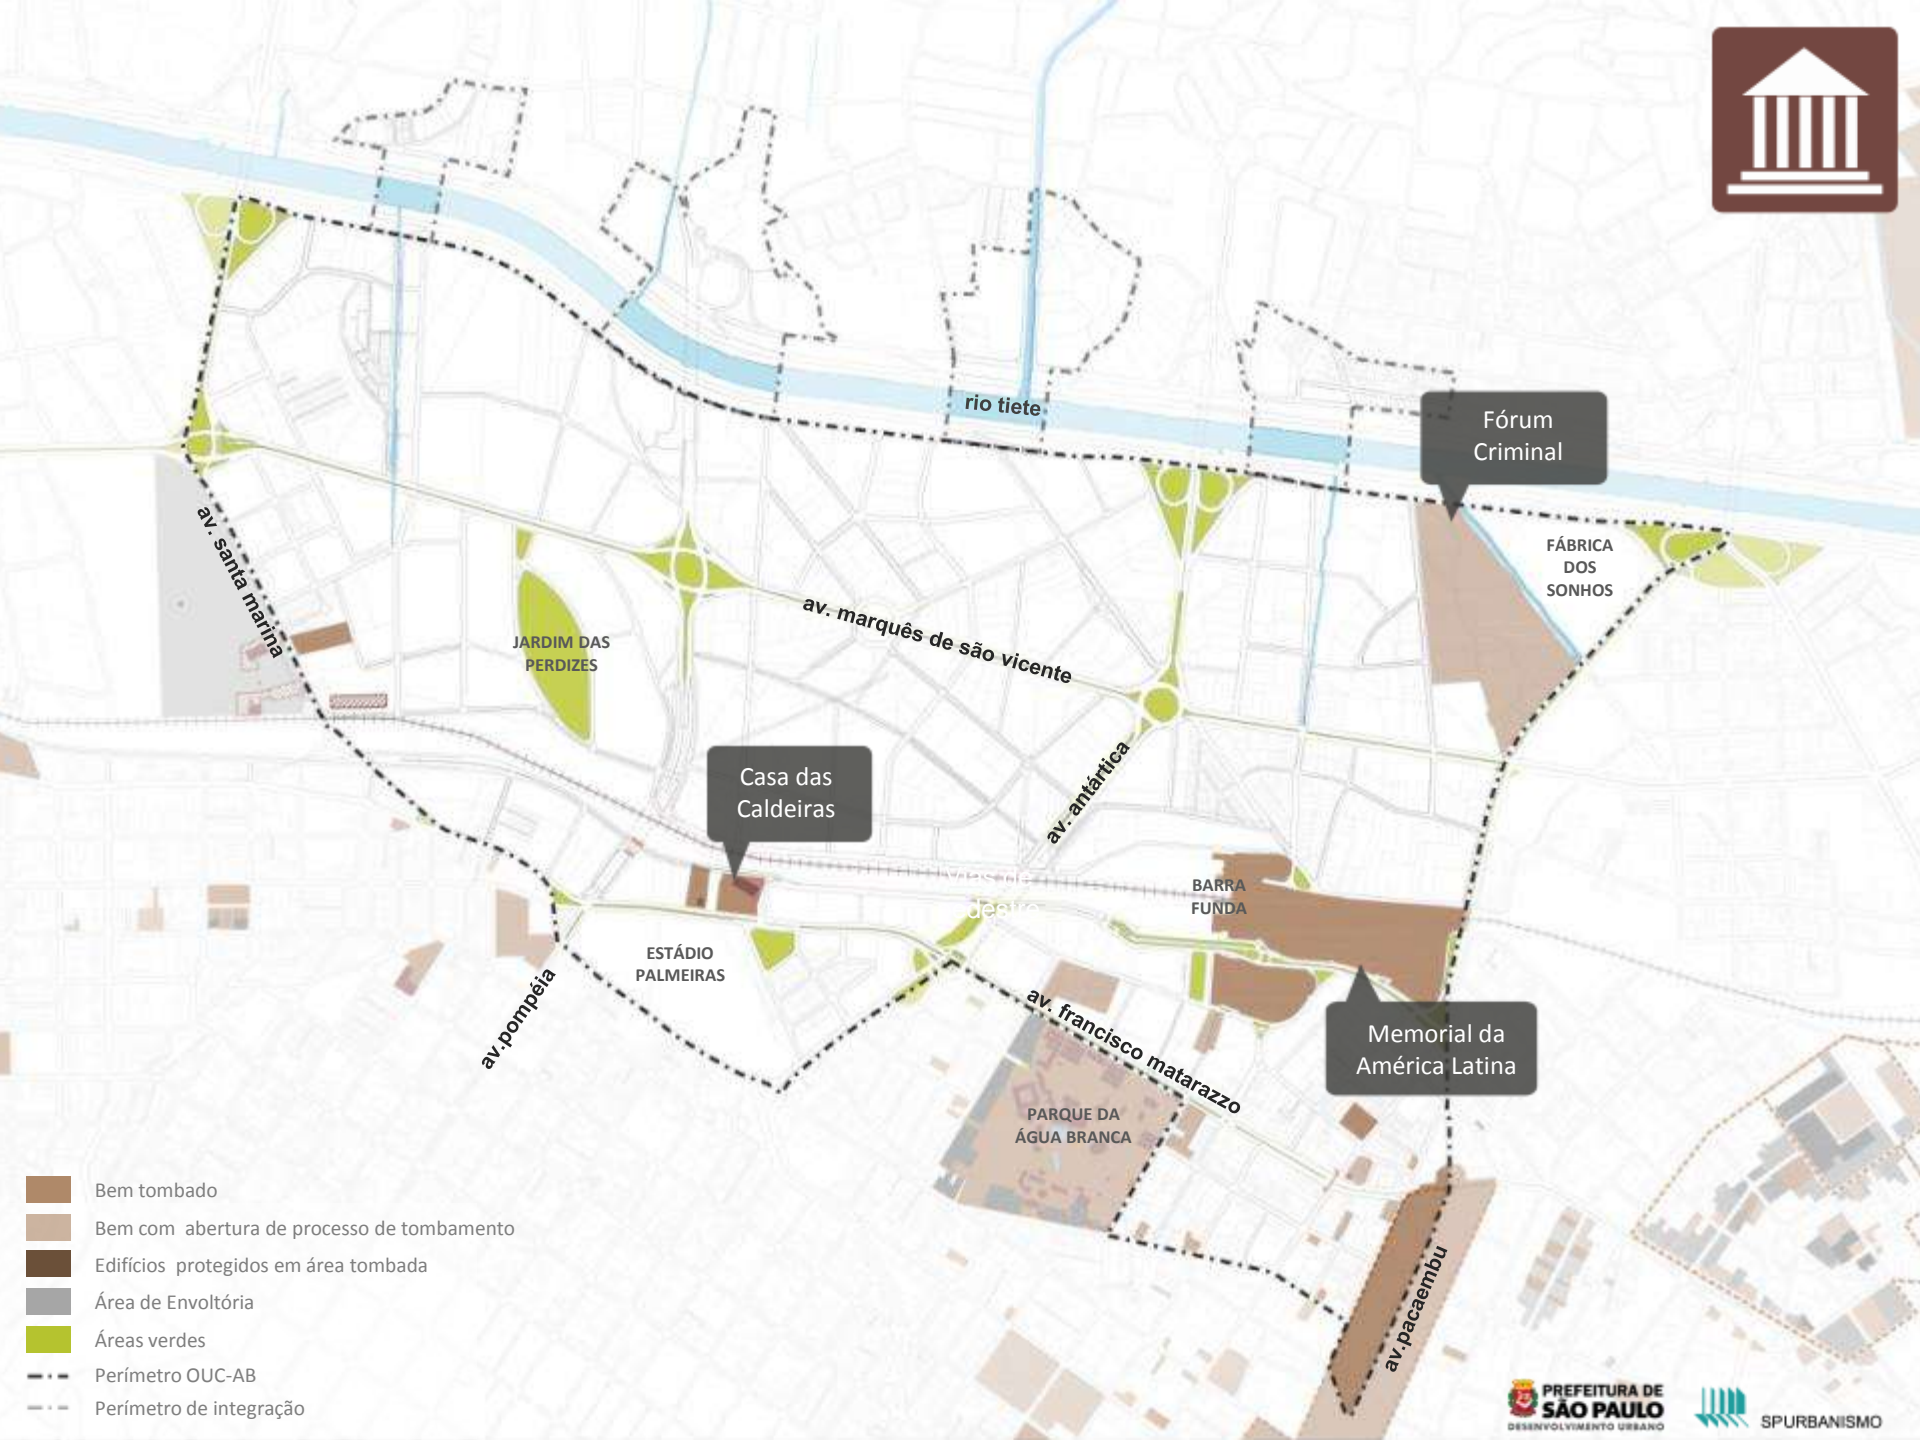 rio tiete
Fórum
Criminal
FÁBRICA
DOS
SONHOS
av. santa marina
JARDIM DAS
PERDIZES
av. marquês de são vicente
Casa das
Caldeiras
av. antártica
BARRA
FUNDA
ESTÁDIO
PALMEIRAS
av.pompéia
av. francisco matarazzo
Memorial da
América Latina
PARQUE DA
ÁGUA BRANCA
av.pacaembu
Bem tombado
Bem com abertura de processo de tombamento
Edifícios protegidos em área tombada
Área de Envoltória
Áreas verdes
Perímetro OUC-AB
Perímetro de integração
PREFEITURA DE
SÃO PAULO
DESENVOLVIMENTO URBANO
SPURBANISMO